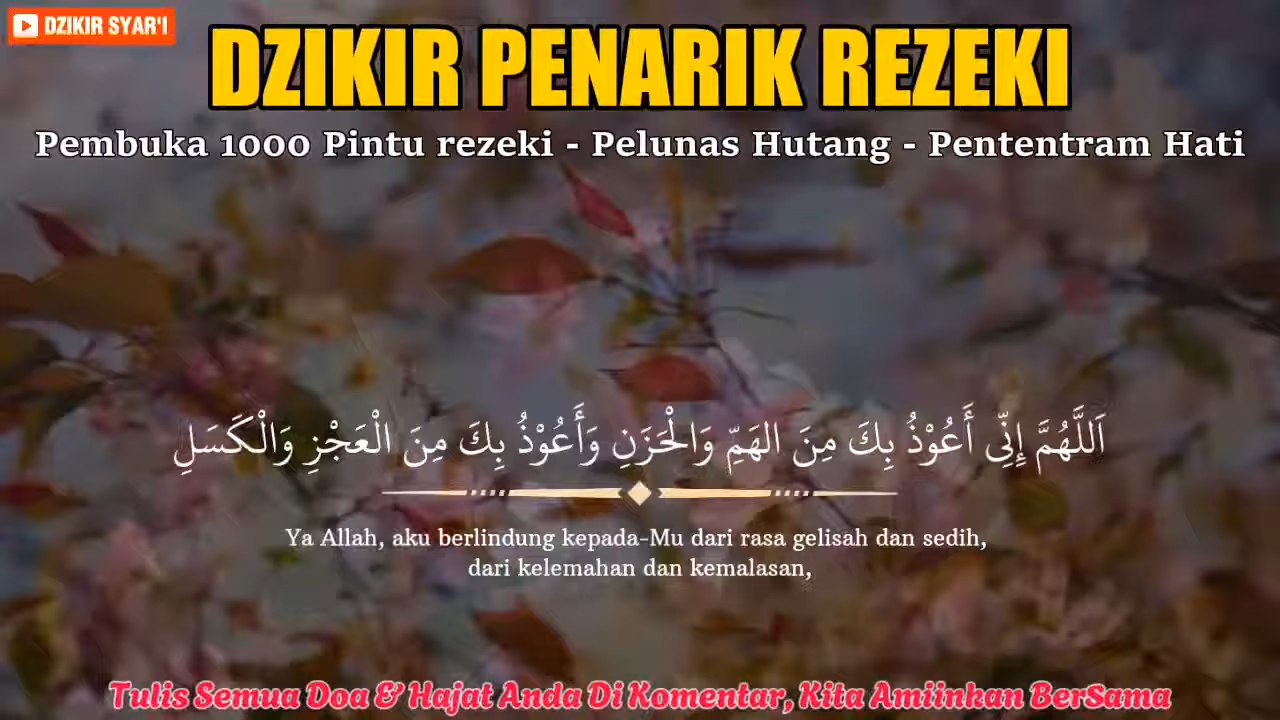 DZIKIR SYAR'I
DZIKIR PENARIK REZEKI
Pembuka 1000 Pintu rezeki - Pelunas Hutang - Pententram Hati
اَللَّهُمَّ إِنِّى أَعُوْذُ بِكَ مِنَ الهَمِّ وَالْحَزَنِ وَأَعُوْذُ بِكَ مِنَ الْعَجْزِ وَالْكَسَلِ
Ya Allah, aku berlindung kepada-Mu dari rasa gelisah dan sedih,
dari kelemahan dan kemalasan,
Tulis Semua Doa & Hajat Anda Di Komentar, Kita Amiinkan BerSama